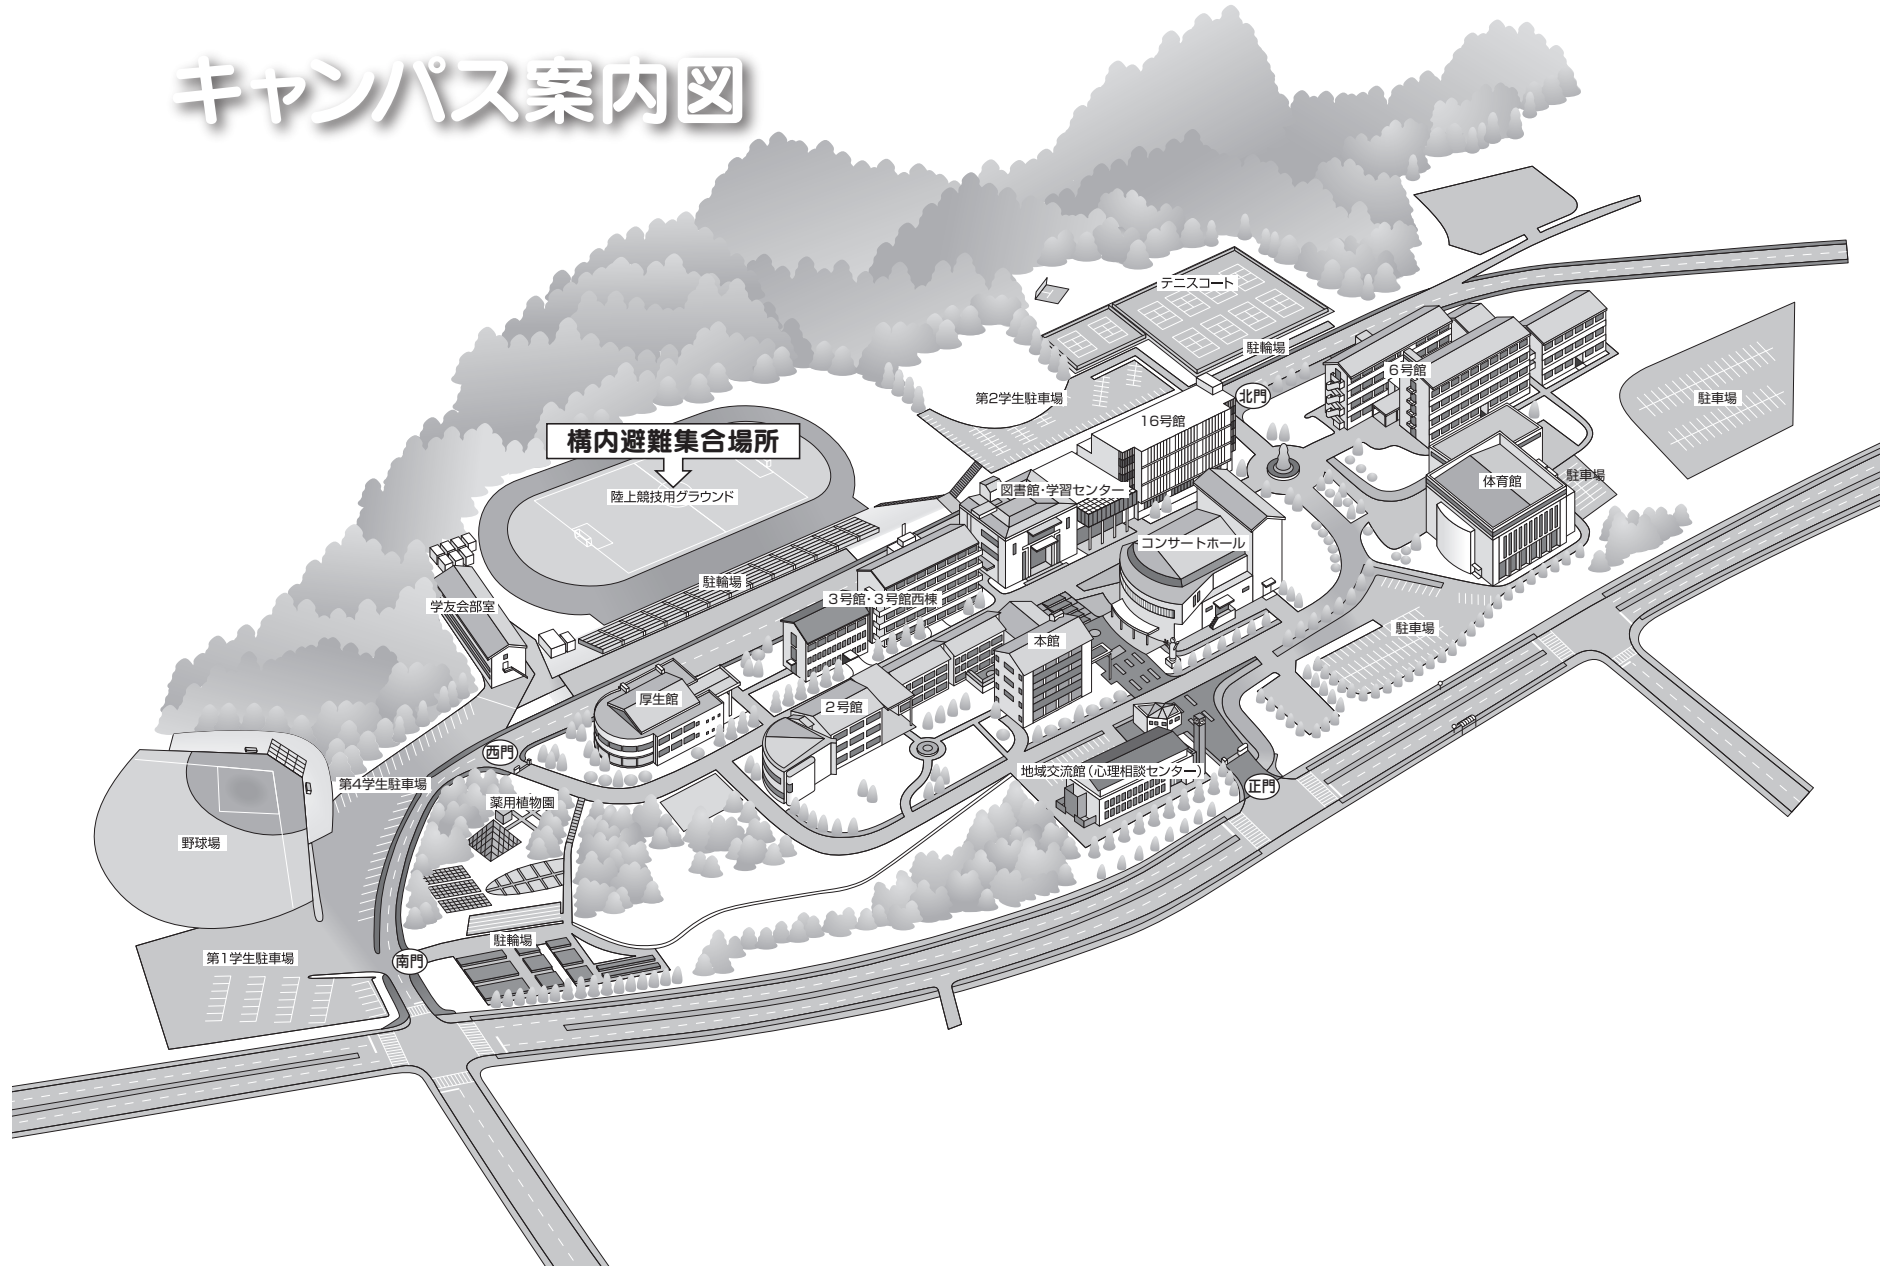 キャンパス案内図
テニスコート
駐輪場
6号館
第2学生駐車場
北門
駐車場
16号館
構内避難集合場所
陸上競技用グラウンド
図書館・学習センター
体育館
駐車場
コンサートホール
駐輪場
3号館・3号館西棟
学友会部室
駐車場
本館
厚生館
2号館
西門
地域交流館(心理相談センター)
正門
第4学生駐車場
薬用植物園
野球場
駐輪場
第1学生駐車場
南門